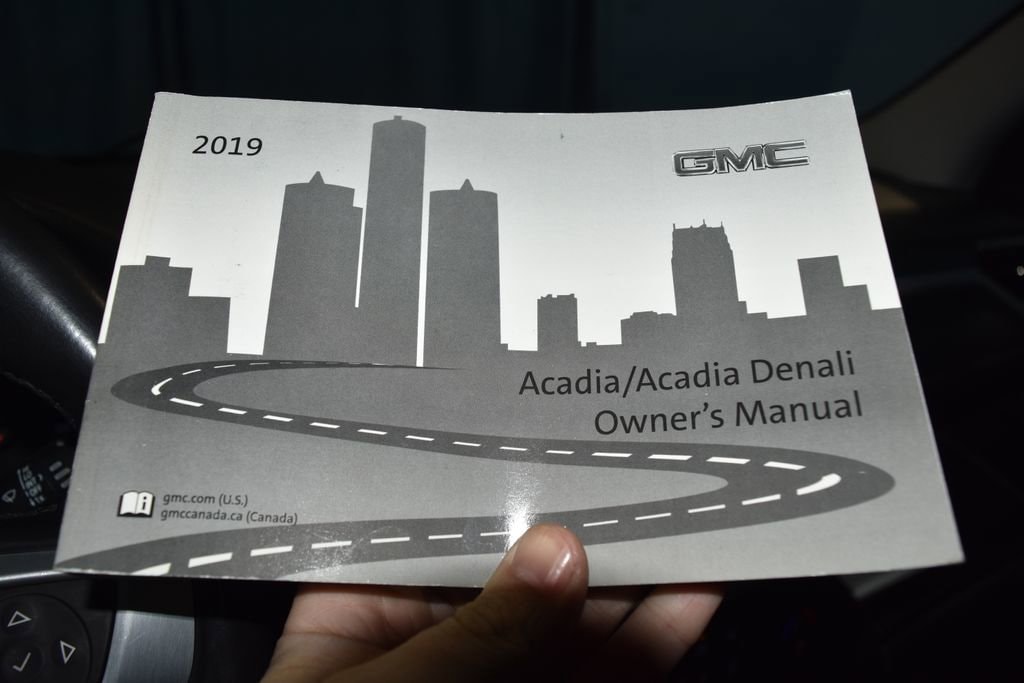 2019
GMC
Acadia/Acadia Denali
Owner's Manual
gmc.com (U.S.)
gmccanada.ca (Canada)